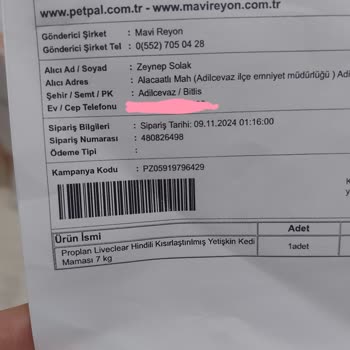 www.petpal.com.tr - www.mavireyon.com.tr
Gönderici Şirket : Mavi Reyon
Gönderici Şirket Tel : 0(552) 705 04 28
Alıcı Ad / Soyad : Zeynep Solak
Alıcı Adres : Alacaatlı Mah (Adilcevaz ilçe emniyet müdürlüğü ) Adil
Şehir / Semt / PK : Adilcevaz / Bitlis
Ev / Cep Telefonu :
Sipariş Bilgleri : Sipariş Tarihi: 09.11.2024 01:16:00
Sipariş Numarası : 480826498
Ödeme Tipi :
Kampanya Kodu : PZ05919796429
Ürün İsmi Adet
Proplan Liveclear Hindili Kısırlaştırılmış Yetişkin Kedi 1adet
Maması 7 kg